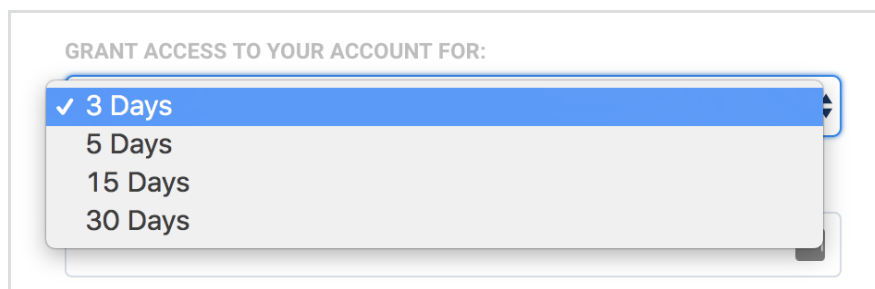 GRANT ACCESS TO YOUR ACCOUNT FOR:
3 Days
5 Days
15 Days
30 Days